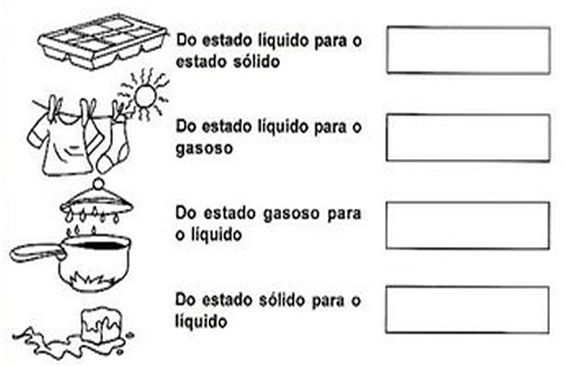 Do estado líquido para o
estado sólido
Do estado líquido para o
gasoso
Do estado gasoso para
o líquido
Do estado sólido para o
líquido